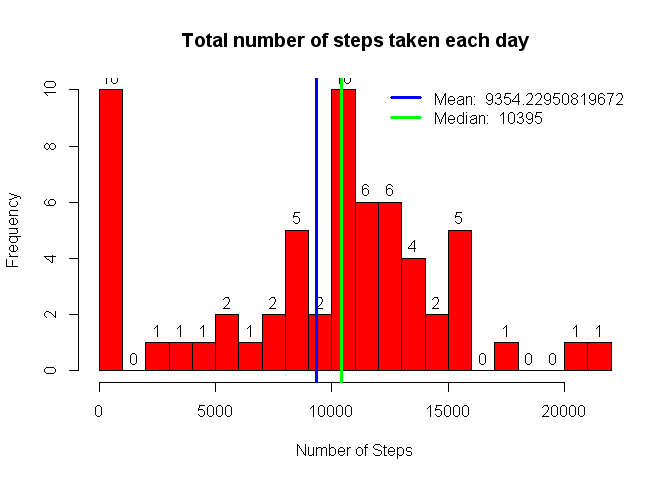 Total number of steps taken each day
Mean: 9354.22950819672
Median: 10395
Frequency
10
8
6
4
2
0
10 0 1 1 1 2 1 2 5 2 10 6 6 4 2 5 0 1 0 0 1 1
0 5000 10000 15000 20000
Number of Steps